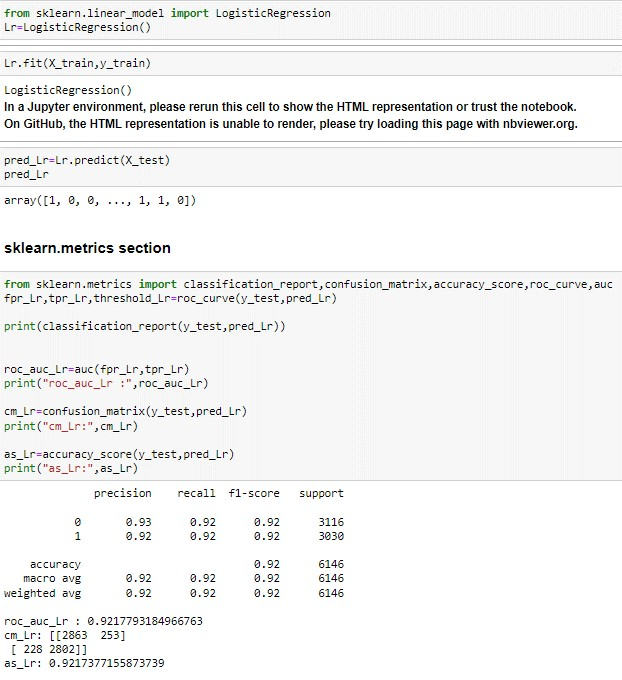 from sklearn.linear_model import LogisticRegression
Lr=LogisticRegression()
Lr.fit(X_train,y_train)
LogisticRegression()
In a Jupyter environment, please rerun this cell to show the HTML representation or trust the notebook.
On GitHub, the HTML representation is unable to render, please try loading this page with nbviewer.org.
pred_Lr=Lr.predict(X_test)
pred_Lr
array([1, 0, 0, ..., 1, 1, 0])
sklearn.metrics section
from sklearn.metrics import classification_report,confusion_matrix,accuracy_score,roc_curve,auc
fpr_Lr,tpr_Lr,threshold_Lr=roc_curve(y_test,pred_Lr)
print(classification_report(y_test,pred_Lr))
roc_auc_Lr=auc(fpr_Lr,tpr_Lr)
print("roc_auc_Lr :",roc_auc_Lr)
cm_Lr=confusion_matrix(y_test,pred_Lr)
print("cm_Lr:",cm_Lr)
as_Lr=accuracy_score(y_test,pred_Lr)
print("as_Lr:",as_Lr)
precision recall f1-score support
0 0.93 0.92 0.92 3116
1 0.92 0.92 0.92 3030
accuracy 0.92 6146
macro avg 0.92 0.92 0.92 6146
weighted avg 0.92 0.92 0.92 6146
roc_auc_Lr : 0.9217793184966763
cm_Lr: [[2863 253]
[ 228 2802]]
as_Lr: 0.9217377155873739